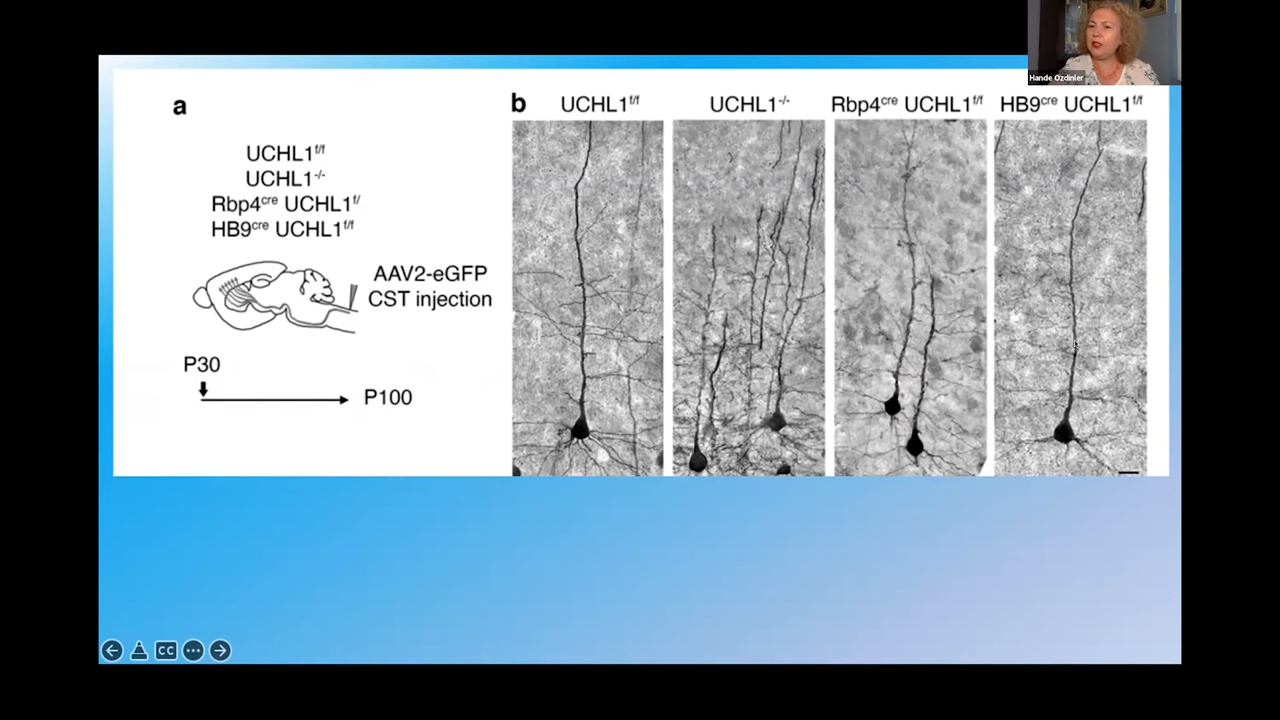 Hande Ozdinler
a
UCHL1f/f
UCHL1-/-
Rbp4cre UCHL1f/
HB9cre UCHL1f/f
AAV2-eGFP
CST injection
P30
P100
b
UCHL1f/f
UCHL1-/-
Rbp4cre UCHL1f/f
HB9cre UCHL1f/f
CC